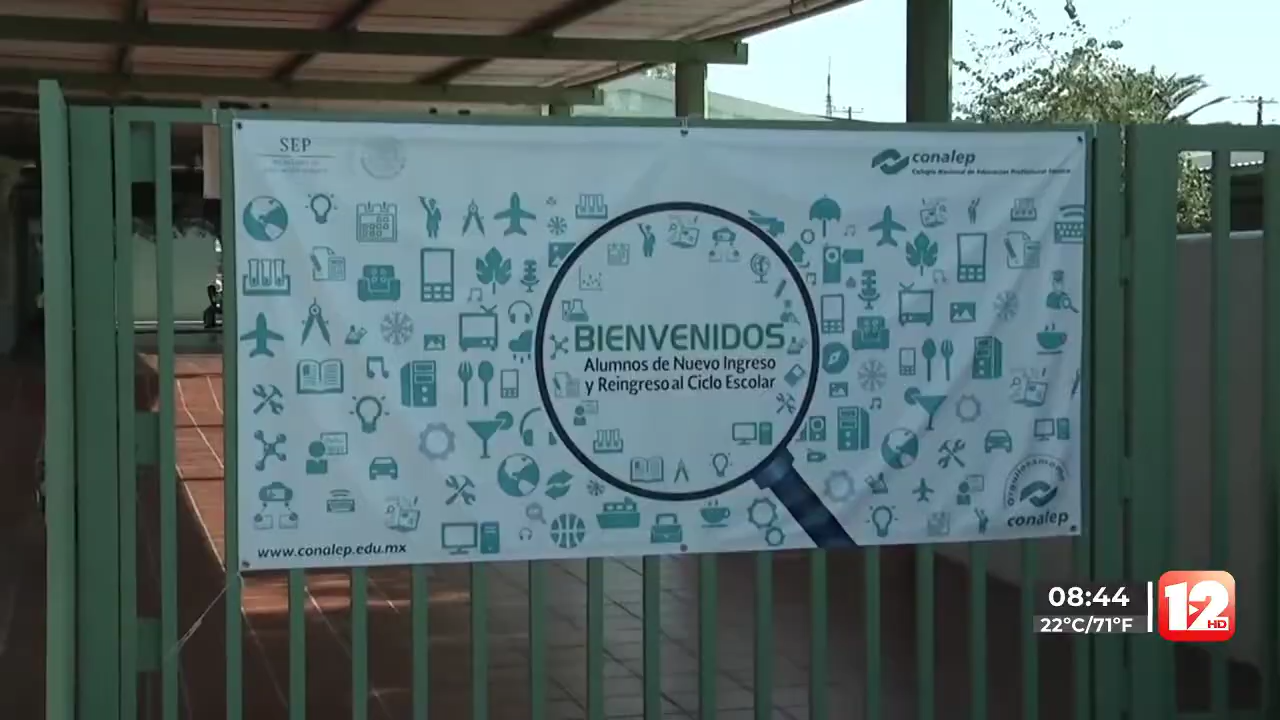 SEP
conalep
Colegio Nacional de Educación Profesional Técnica
BIENVENIDOS
Alumnos de Nuevo Ingreso
y Reingreso al Ciclo Escolar
orgullosamente
conalep
www.conalep.edu.mx
08:44
22°C/71°F
12
HD